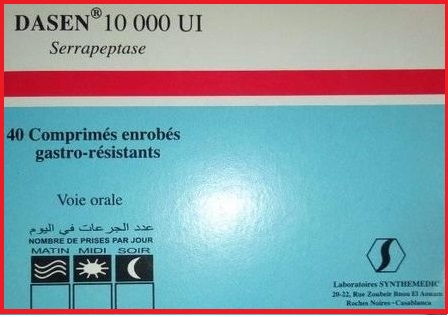 DASEN® 10 000 UI
Serrapeptase
40 Comprimés enrobés
gastro-résistants
Voie orale
عدد الجرعات في اليوم
NOMBRE DE PRISES PAR JOUR
MATIN MIDI SOIR
Laboratoires SYNTHEMEDIC
20-22, Rue Zoubeir Bnou El Aouam
Roches Noires - Casablanca